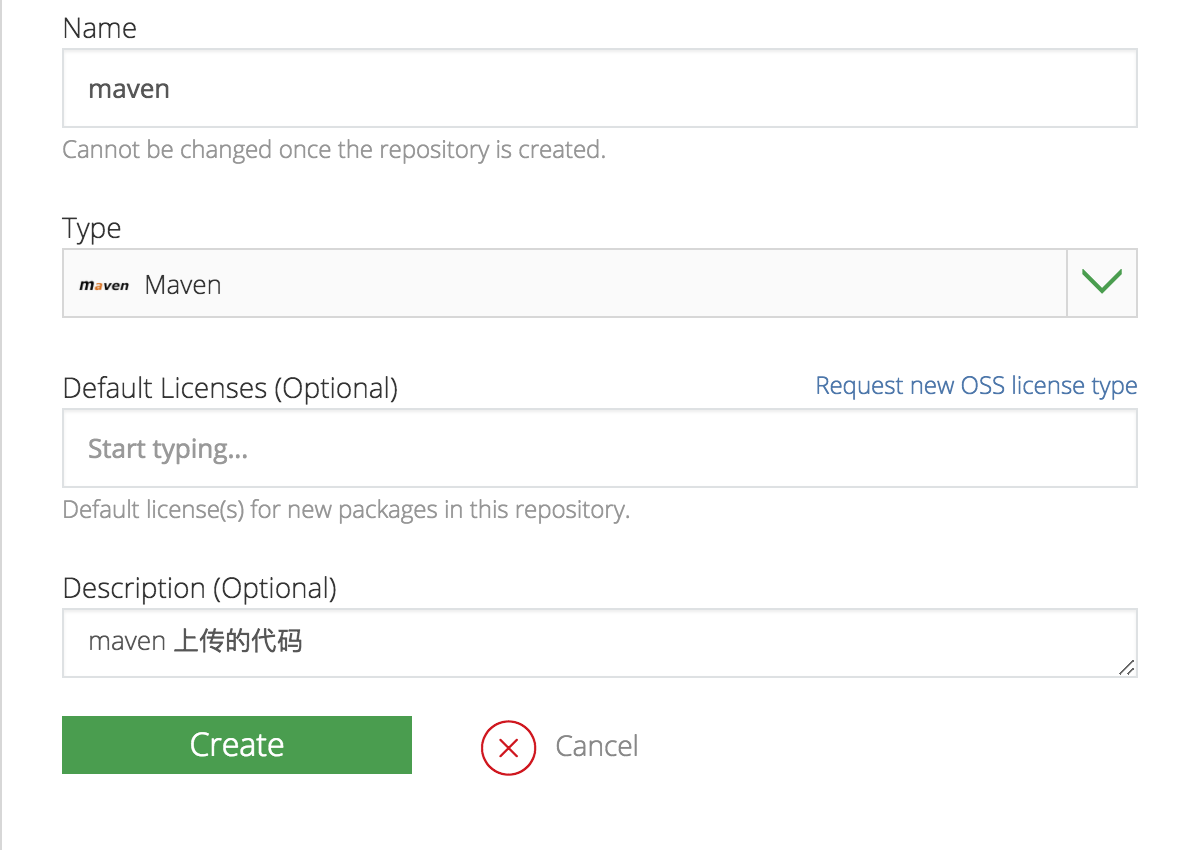 Name
maven
Cannot be changed once the repository is created.
Type
maven Maven
Default Licenses (Optional)
Request new OSS license type
Start typing...
Default license(s) for new packages in this repository.
Description (Optional)
maven 上传的代码
Create
Cancel